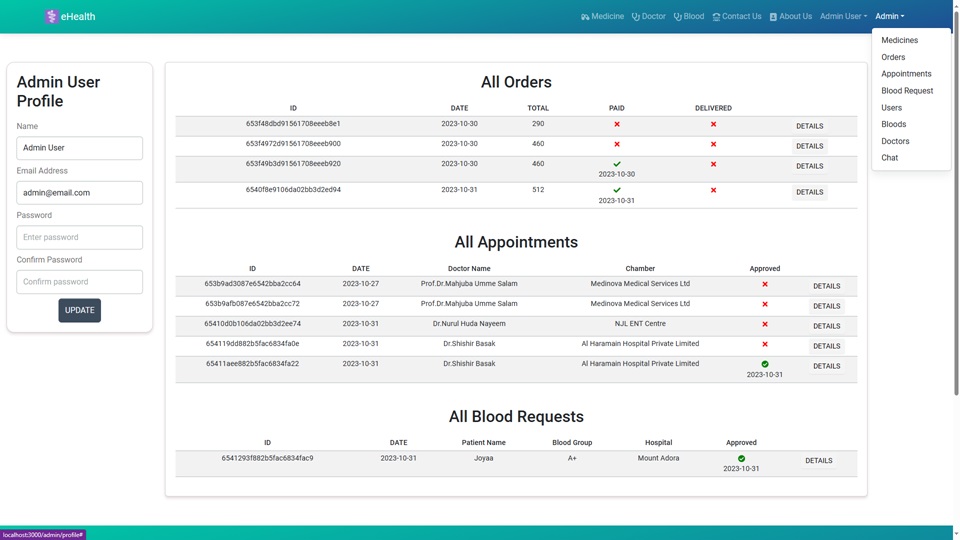 eHealth
Medicine Doctor Blood Contact Us About Us Admin User Admin
Medicines
Orders
Appointments
Blood Request
Users
Bloods
Doctors
Chat
Admin User
Profile
Name
Admin User
Email Address
admin@email.com
Password
Enter password
Confirm Password
Confirm password
UPDATE
All Orders
ID DATE TOTAL PAID DELIVERED
653f48dbd91561708eeeb8e1 2023-10-30 290 DETAILS
653f4972d91561708eeeb900 2023-10-30 460 DETAILS
653f49b3d91561708eeeb920 2023-10-30 460 2023-10-30 DETAILS
6540f8e9106da02bb3d2ed94 2023-10-31 512 2023-10-31 DETAILS
All Appointments
ID DATE Doctor Name Chamber Approved
653b9ad3087e6542bba2cc64 2023-10-27 Prof.Dr.Mahjuba Umme Salam Medinova Medical Services Ltd DETAILS
653b9afb087e6542bba2cc72 2023-10-27 Prof.Dr.Mahjuba Umme Salam Medinova Medical Services Ltd DETAILS
65410d0b106da02bb3d2ee74 2023-10-31 Dr.Nurul Huda Nayeem NJL ENT Centre DETAILS
654119dd882b5fac6834fa0e 2023-10-31 Dr.Shishir Basak Al Haramain Hospital Private Limited DETAILS
65411aee882b5fac6834fa22 2023-10-31 Dr.Shishir Basak Al Haramain Hospital Private Limited 2023-10-31 DETAILS
All Blood Requests
ID DATE Patient Name Blood Group Hospital Approved
6541293f882b5fac6834fac9 2023-10-31 Joyaa A+ Mount Adora 2023-10-31 DETAILS
localhost:3000/admin/profile#